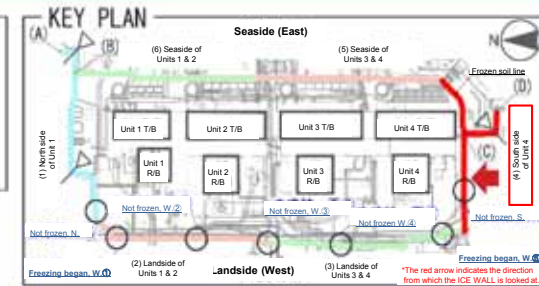 KEY PLAN
(A)
(B)
Seaside (East)
N
(6) Seaside of
Units 1 & 2
(5) Seaside of
Units 3 & 4
Frozen soil line
(D)
(1) North side
of Unit 1
Unit 1 T/B
Unit 2 T/B
Unit 3 T/B
Unit 4 T/B
(C)
(4) South side
of Unit 4
Unit 1
R/B
Unit 2
R/B
Unit 3
R/B
Unit 4
R/B
Not frozen, W.②
Not frozen, W.③
Not frozen, W.④
Not frozen, S.
Not frozen, N.
Freezing began, W.①
(2) Landside of
Units 1 & 2
Landside (West)
(3) Landside of
Units 3 & 4
Freezing began, W.
*The red arrow indicates the direction
from which the ICE WALL is looked at.